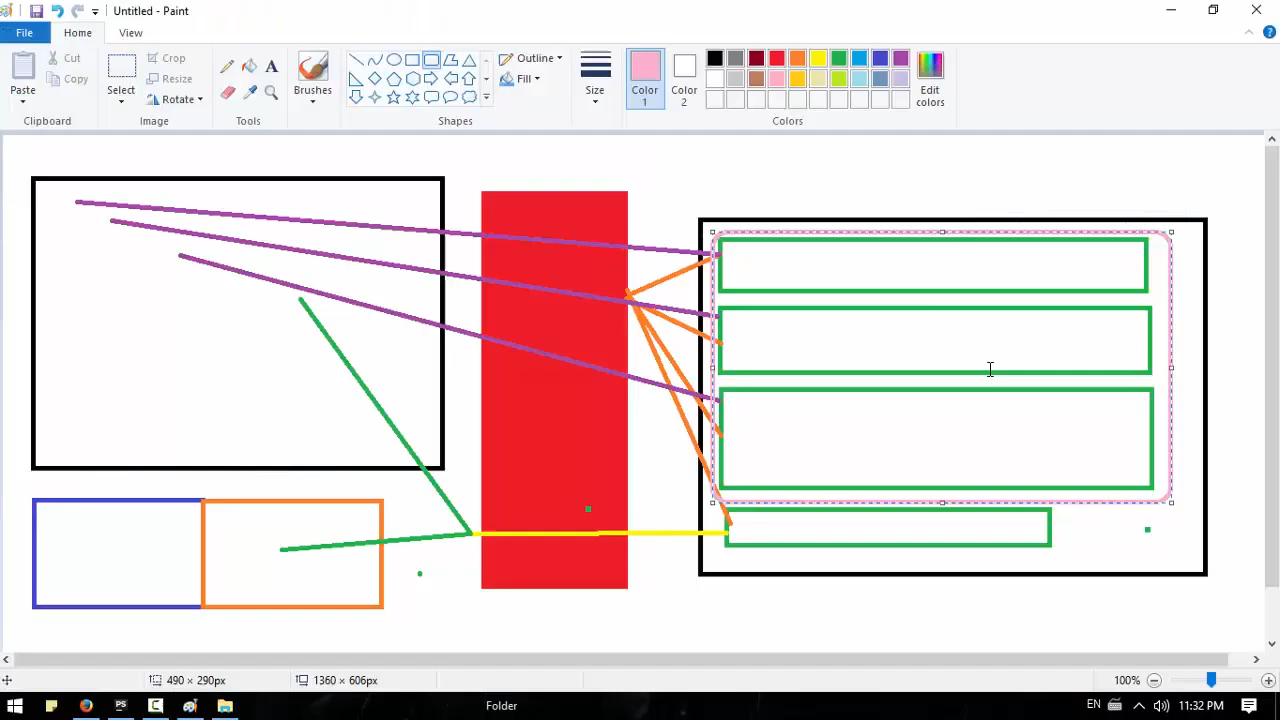 Untitled - Paint
File
Home
View
Paste
Cut
Copy
Clipboard
Select
Crop
Resize
Rotate
Image
A
Tools
Brushes
Outline
Fill
Shapes
Size
Color
1
Color
2
Edit
colors
Colors
490 × 290px
1360 × 606px
100%
PS
Folder
EN
11:32 PM